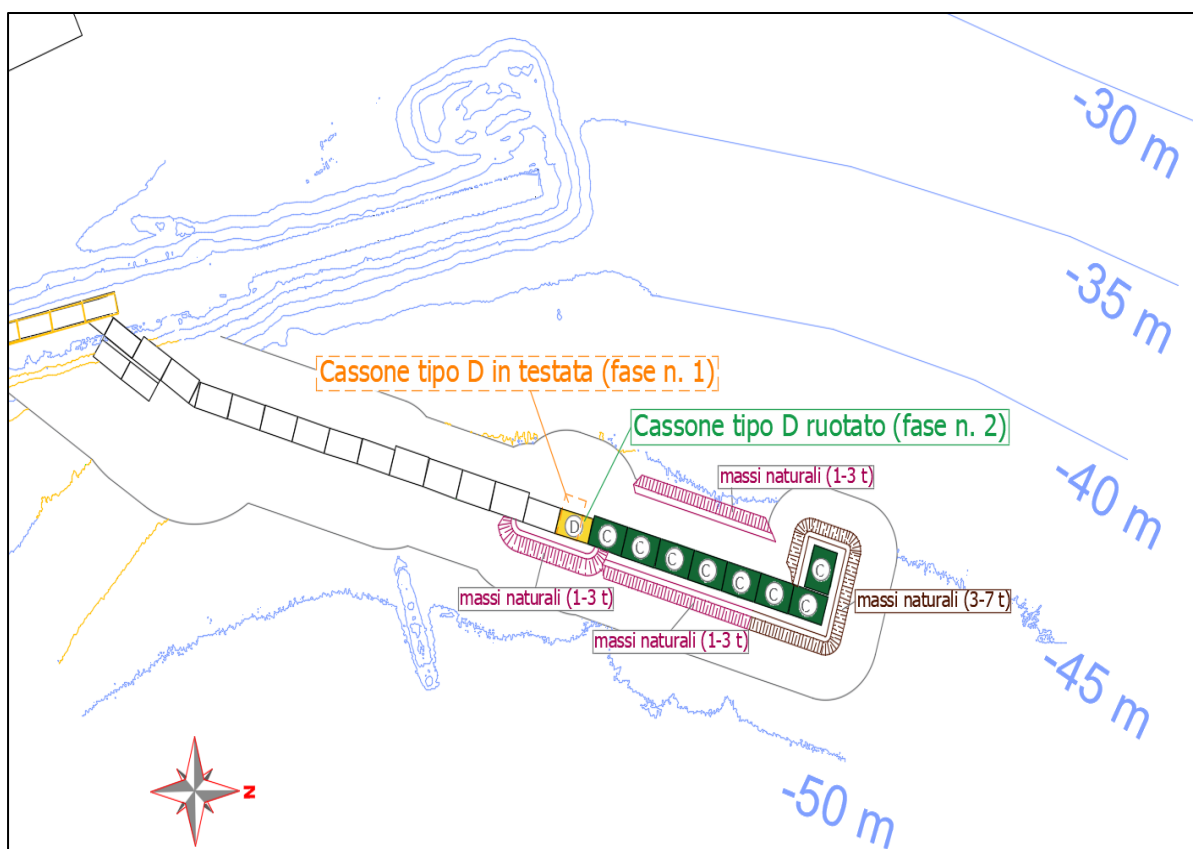 -30 m
-35 m
Cassone tipo D in testata (fase n. 1)
Cassone tipo D ruotato (fase n. 2)
-40 m
massi naturali (1-3 t)
D
C
C
C
C
C
C
C
C
massi naturali (1-3 t)
massi naturali (3-7 t)
massi naturali (1-3 t)
-45 m
-50 m
N